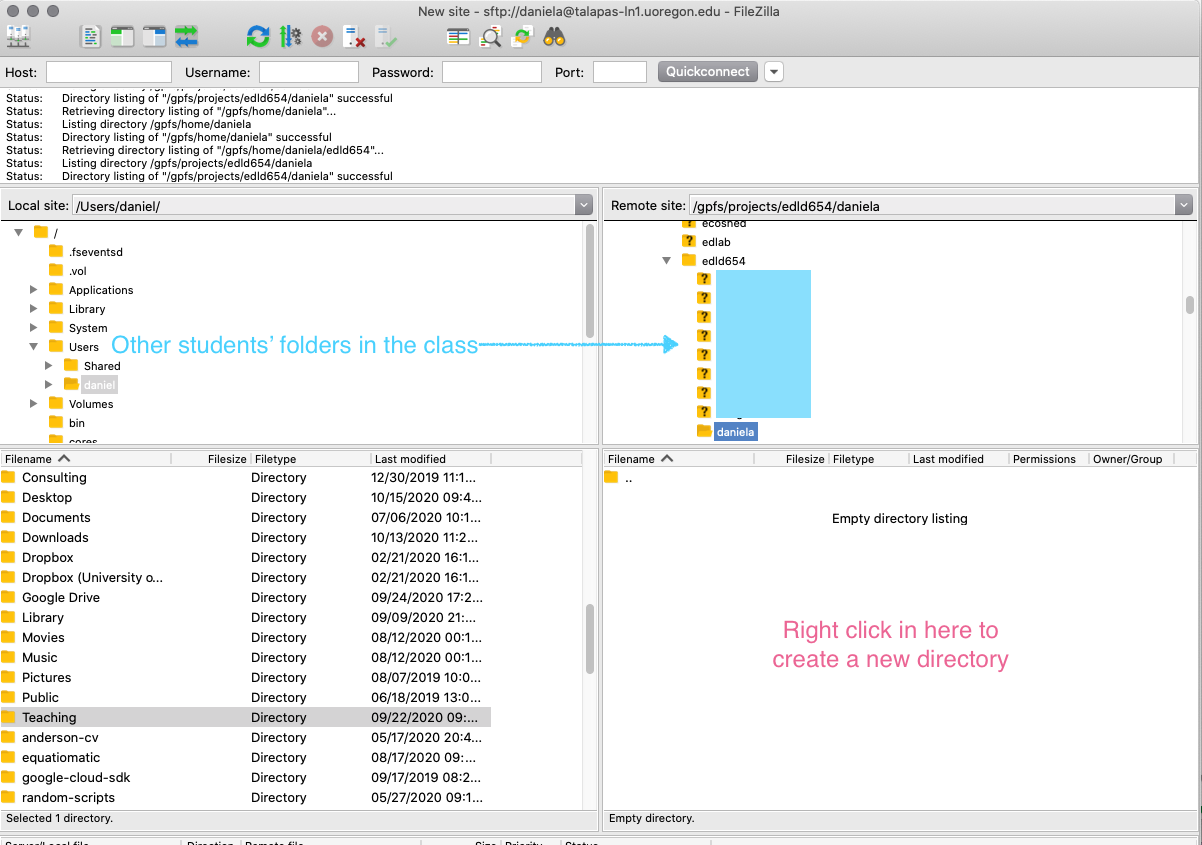 New site - sftp://daniela@talapas-ln1.uoregon.edu - FileZilla
Host: Username: Password: Port: Quickconnect
Status: Directory listing of "/gpfs/projects/edld654/daniela" successful
Status: Retrieving directory listing of "/gpfs/home/daniela"...
Status: Listing directory /gpfs/home/daniela
Status: Directory listing of "/gpfs/home/daniela" successful
Status: Retrieving directory listing of "/gpfs/home/daniela/edld654"...
Status: Listing directory /gpfs/projects/edld654/daniela
Status: Directory listing of "/gpfs/projects/edld654/daniela" successful
Local site: /Users/daniel/
/
.fseventsd
.vol
Applications
Library
System
Users
Shared
daniel
Volumes
bin
cores
Other students' folders in the class
Remote site: /gpfs/projects/edld654/daniela
ecoshed
edlab
edld654
?
?
?
?
?
?
?
?
daniela
Filename Filesize Filetype Last modified
Consulting Directory 12/30/2019 11:1...
Desktop Directory 10/15/2020 09:4...
Documents Directory 07/06/2020 10:1...
Downloads Directory 10/13/2020 11:2...
Dropbox Directory 02/21/2020 16:1...
Dropbox (University o... Directory 02/21/2020 16:1...
Google Drive Directory 09/24/2020 17:2...
Library Directory 09/09/2020 21:...
Movies Directory 08/12/2020 00:1...
Music Directory 08/12/2020 00:1...
Pictures Directory 08/07/2019 10:0...
Public Directory 06/18/2019 13:0...
Teaching Directory 09/22/2020 09:...
anderson-cv Directory 05/17/2020 20:4...
equatiomatic Directory 08/17/2020 09:...
google-cloud-sdk Directory 09/17/2019 08:2...
random-scripts Directory 05/27/2020 09:1...
Selected 1 directory.
Filename Filesize Filetype Last modified Permissions Owner/Group
..
Empty directory listing
Right click in here to
create a new directory
Empty directory.
Server/Local file Direction Remote file Size Priority Status